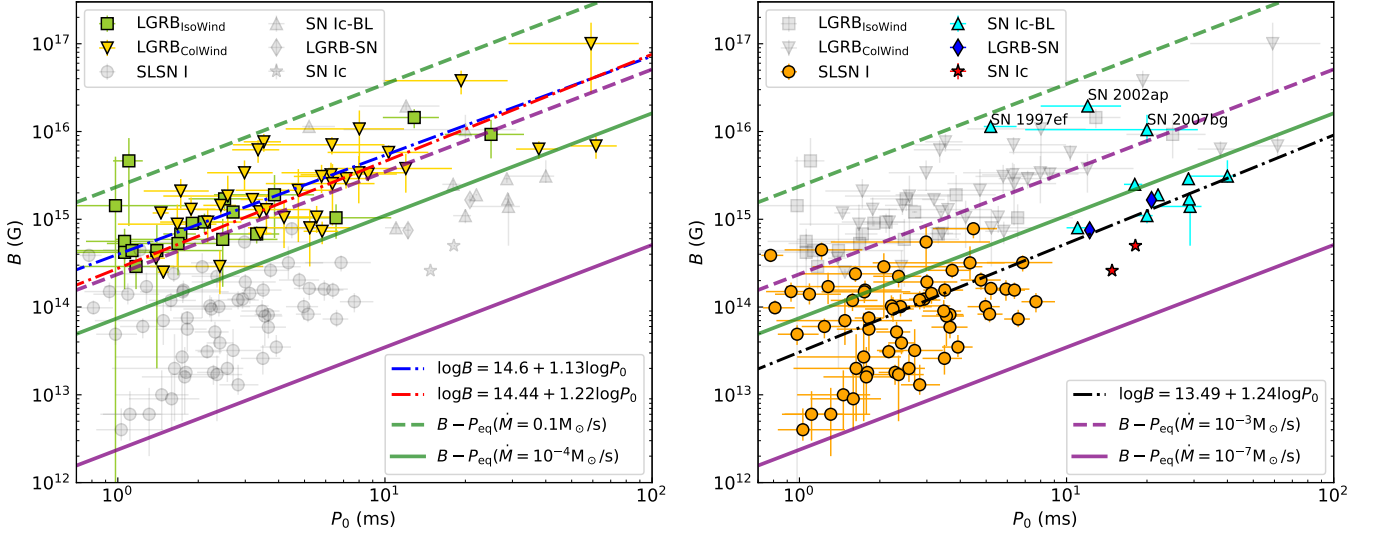 LGRB_IsoWind
LGRB_ColWind
SLSN I
SN Ic-BL
LGRB-SN
SN Ic
10^17
10^16
10^15
10^14
10^13
10^12
B (G)
logB = 14.6 + 1.13logP_0
logB = 14.44 + 1.22logP_0
B − P_eq(Ṁ = 0.1M_⊙/s)
B − P_eq(Ṁ = 10^−4M_⊙/s)
10^0
10^1
10^2
P_0 (ms)
LGRB_IsoWind
LGRB_ColWind
SLSN I
SN Ic-BL
LGRB-SN
SN Ic
SN 2002ap
SN 1997ef
SN 2007bg
10^17
10^16
10^15
10^14
10^13
10^12
B (G)
logB = 13.49 + 1.24logP_0
B − P_eq(Ṁ = 10^−3M_⊙/s)
B − P_eq(Ṁ = 10^−7M_⊙/s)
10^0
10^1
10^2
P_0 (ms)